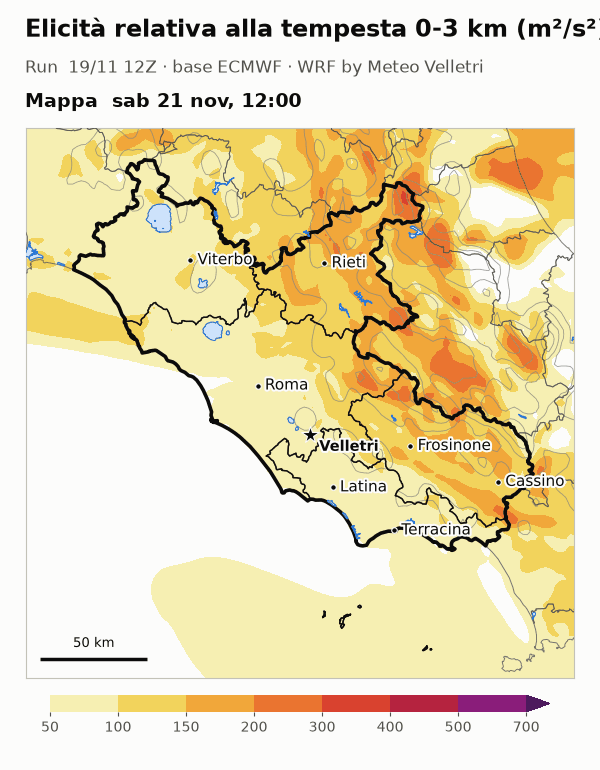 Elicità relativa alla tempesta 0-3 km (m²/s²)
Run  19/11 12Z · base ECMWF · WRF by Meteo Velletri
Mappa  sab 21 nov, 12:00
Viterbo
Rieti
Roma
Velletri
Frosinone
Cassino
Latina
Terracina
50 km
50 100 150 200 300 400 500 700